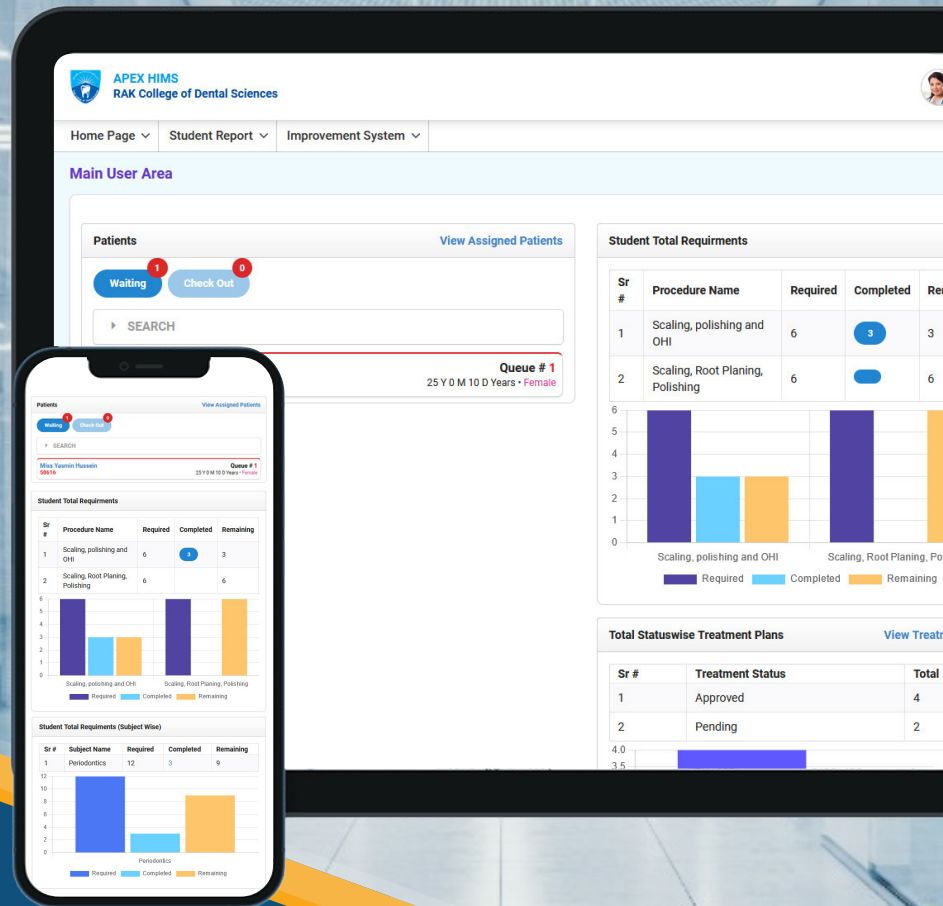 APEX HIMS
RAK College of Dental Sciences
Home Page
Student Report
Improvement System
Main User Area
Patients
View Assigned Patients
1
0
Waiting
Check Out
SEARCH
Queue # 1
25 Y 0 M 10 D Years • Female
Student Total Requirments
Sr # Procedure Name Required Completed
1 Scaling, polishing and OHI 6 3 3
2 Scaling, Root Planing, Polishing 6 6
6
5
4
3
2
1
0
Scaling, polishing and OHI
Required Completed Remaining
Total Statuswise Treatment Plans
Sr # Treatment Status Total
1 Approved 4
2 Pending 2
4.0
3.5
Patients
View Assigned Patients
1
0
Waiting
Check Out
SEARCH
Miss Yasmin Hussein
Queue # 1
58616
25 Y 0 M 10 D Years • Female
Student Total Requirments
Sr # Procedure Name Required Completed Remaining
1 Scaling, polishing and OHI 6 3 3
2 Scaling, Root Planing, Polishing 6 6
6
5
4
3
2
1
0
Scaling, polishing and OHI
Scaling, Root Planing, Polishing
Required Completed Remaining
Student Total Requiments (Subject Wise)
Sr # Subject Name Required Completed Remaining
1 Periodontics 12 3 9
12
10
8
6
4
2
0
Periodontics
Required Completed Remaining